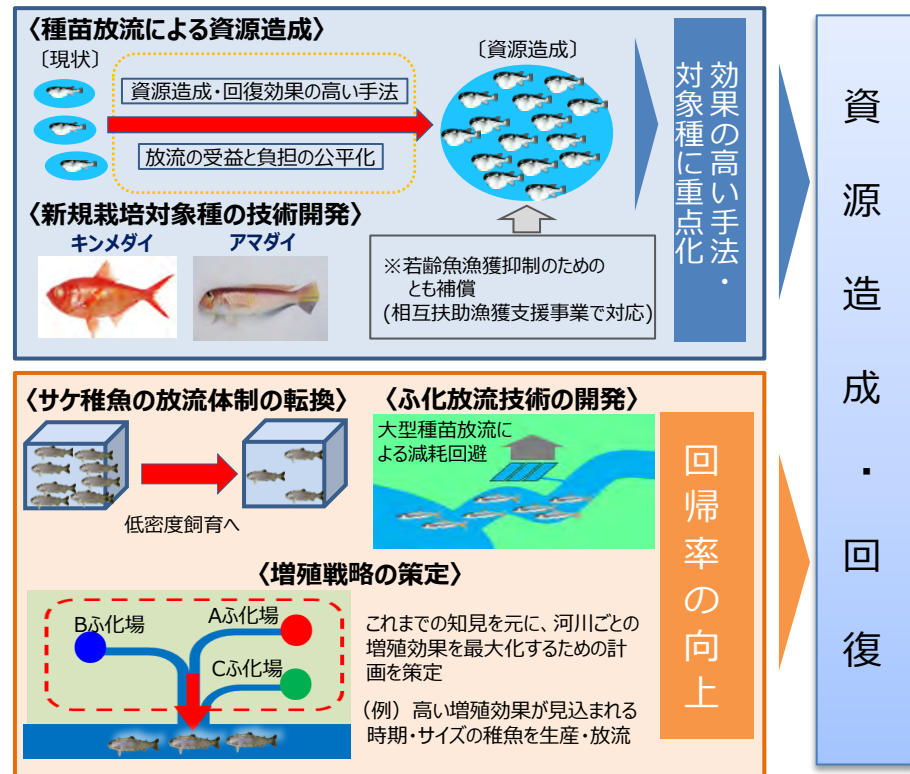 〈種苗放流による資源造成〉
〔現状〕
資源造成・回復効果の高い手法
放流の受益と負担の公平化
〔資源造成〕
〈新規栽培対象種の技術開発〉
キンメダイ
アマダイ
※若齢魚漁獲抑制のための
とも補償
(相互扶助漁獲支援事業で対応)
効果の高い手法・
対象種に重点化
〈サケ稚魚の放流体制の転換〉
低密度飼育へ
〈ふ化放流技術の開発〉
大型種苗放流に
よる減耗回避
〈増殖戦略の策定〉
Bふ化場
Aふ化場
Cふ化場
これまでの知見を元に、河川ごとの
増殖効果を最大化するための計
画を策定
（例）高い増殖効果が見込まれる
時期・サイズの稚魚を生産・放流
回帰率の向上
資源造成・回復